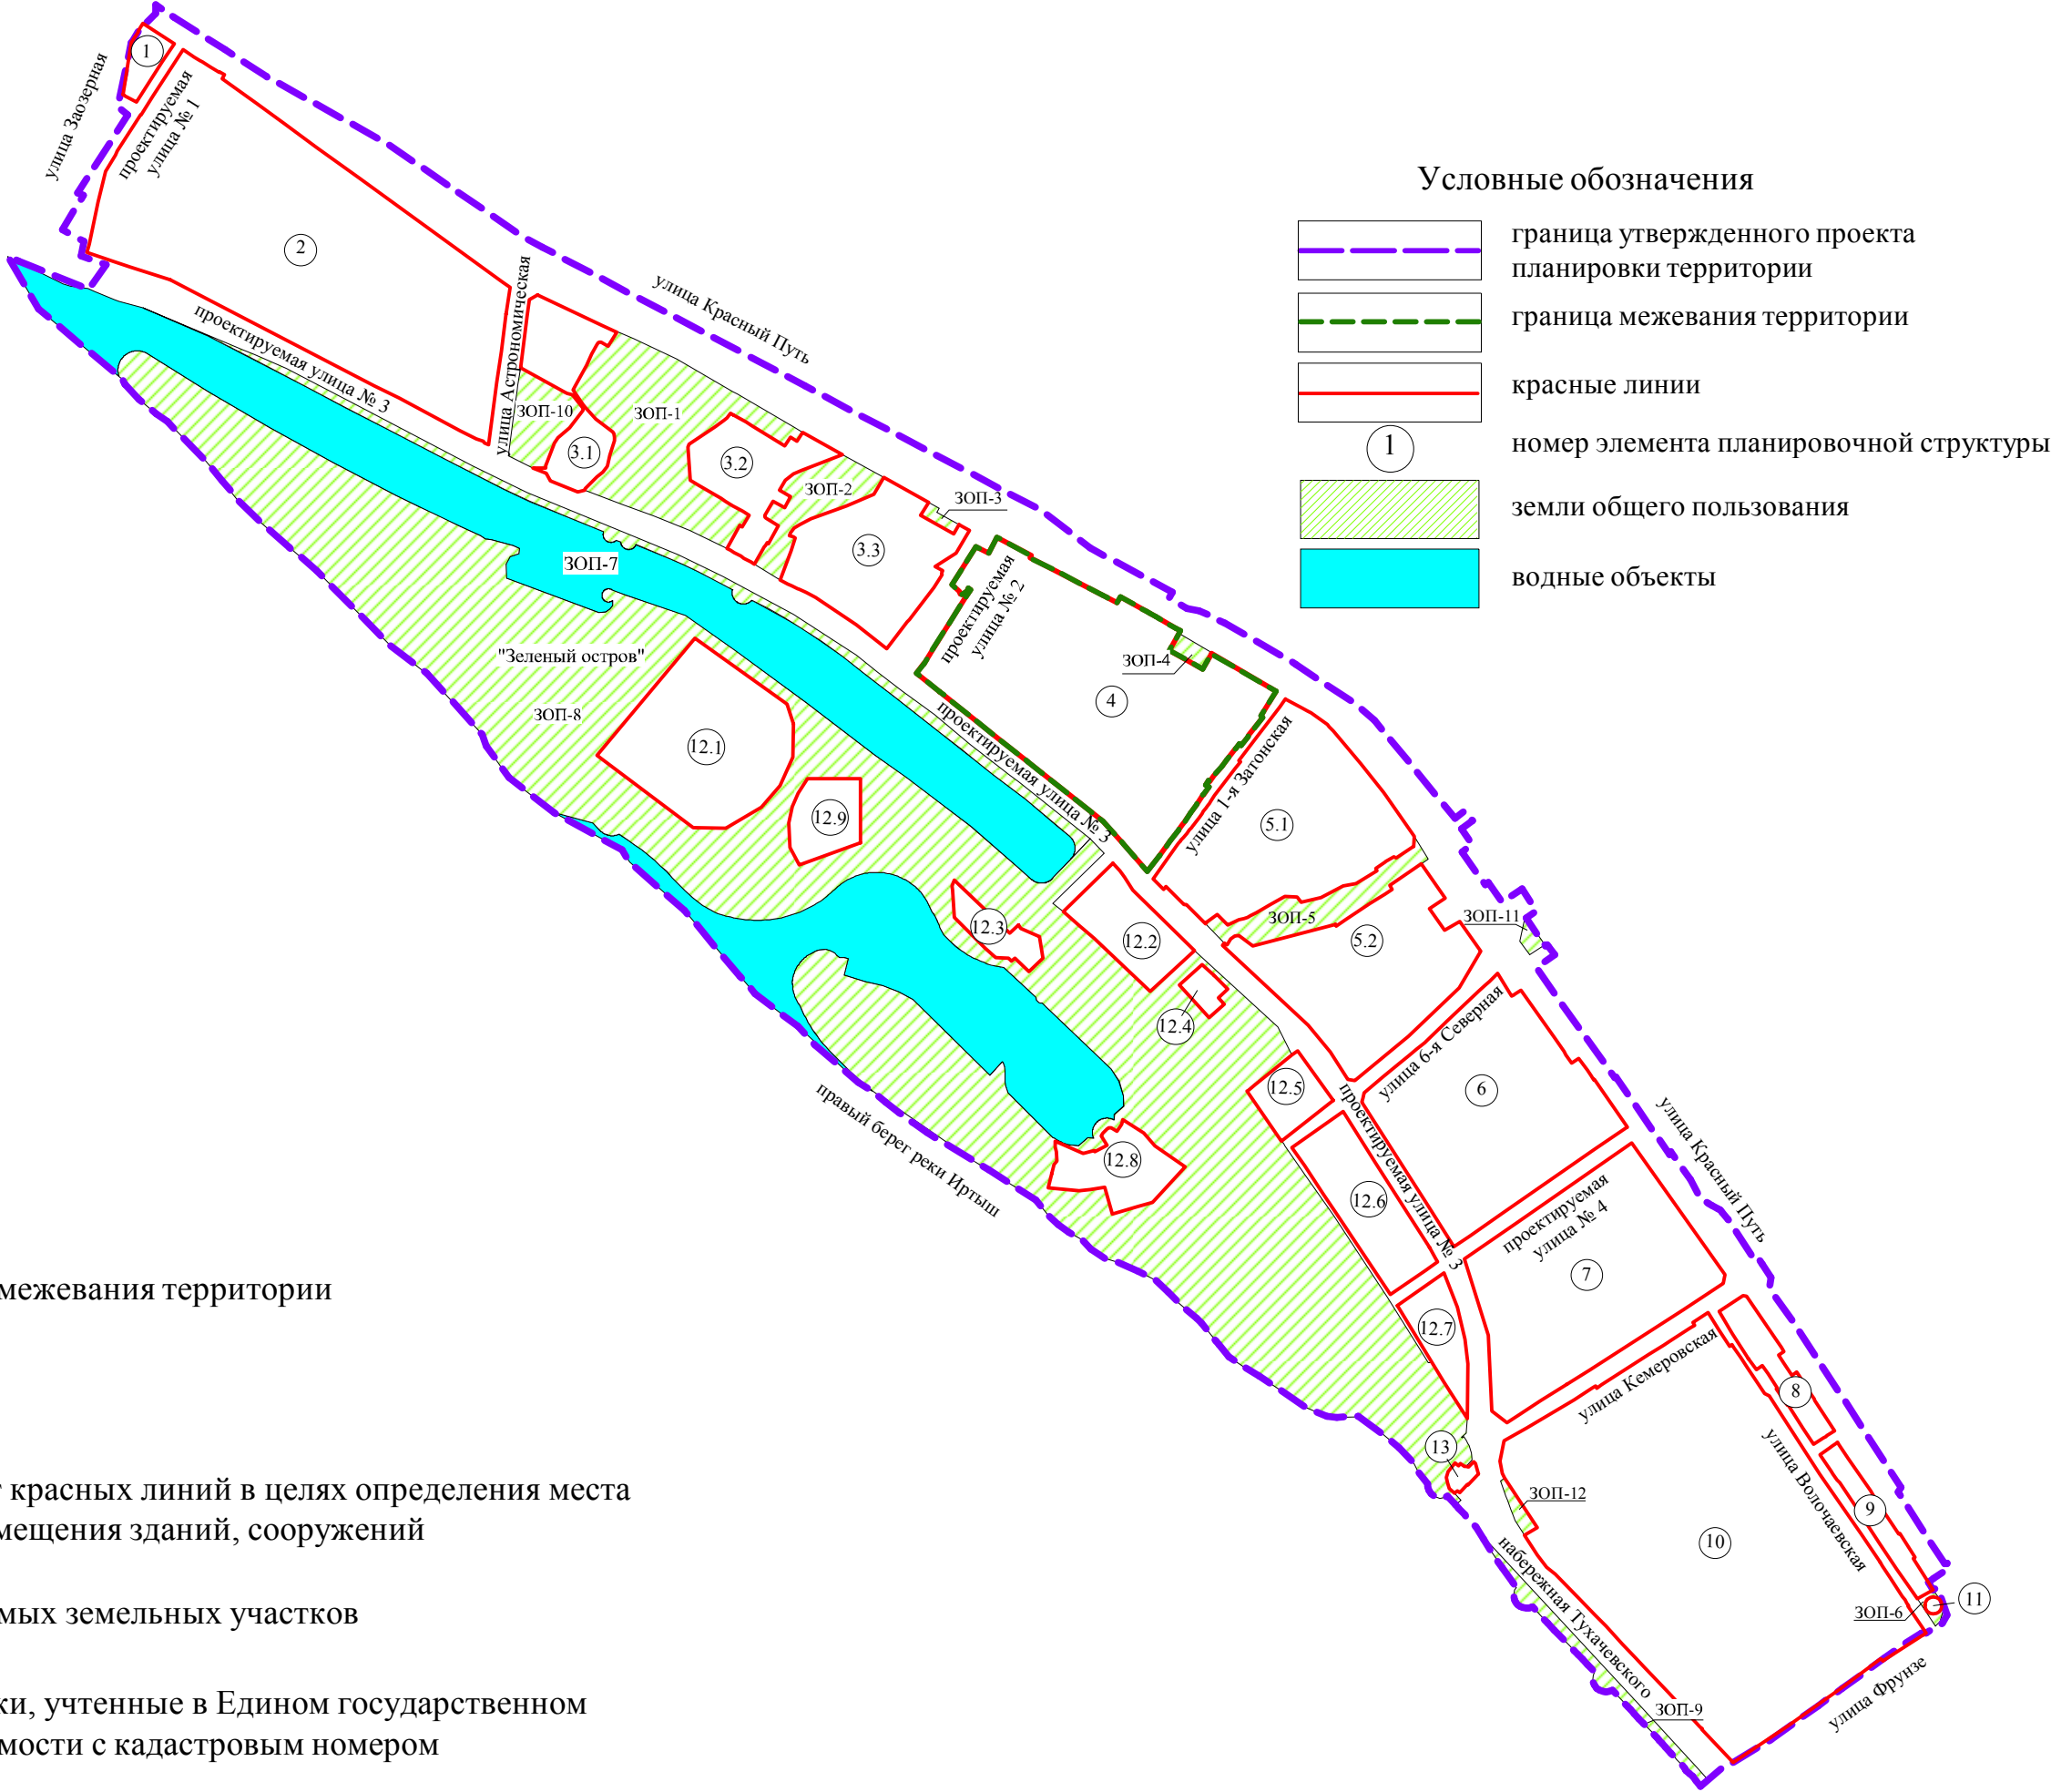 Условные обозначения
граница утвержденного проекта
планировки территории
граница межевания территории
красные линии
1
номер элемента планировочной структуры
земли общего пользования
водные объекты
улица Заозерная
1
проектируемая
улица № 1
2
улица Астрономическая
улица Красный Путь
проектируемая улица № 3
ЗОП-10
ЗОП-1
3.1
3.2
ЗОП-2
ЗОП-3
3.3
ЗОП-7
проектируемая
улица № 2
"Зеленый остров"
ЗОП-4
4
ЗОП-8
12.1
проектируемая улица № 3
улица 1-я Затонская
12.9
5.1
12.3
12.2
ЗОП-5
5.2
ЗОП-11
12.4
улица 6-я Северная
12.5
6
правый берег реки Иртыш
проектируемая улица № 3
улица Красный Путь
12.8
12.6
проектируемая
улица № 4
7
12.7
улица Кемеровская
8
13
улица Волочаевская
ЗОП-12
9
10
набережная Тухачевского
11
ЗОП-6
ЗОП-9
улица Фрунзе
межевания территории
красных линий в целях определения места
мещения зданий, сооружений
мых земельных участков
ки, учтенные в Едином государственном
мости с кадастровым номером